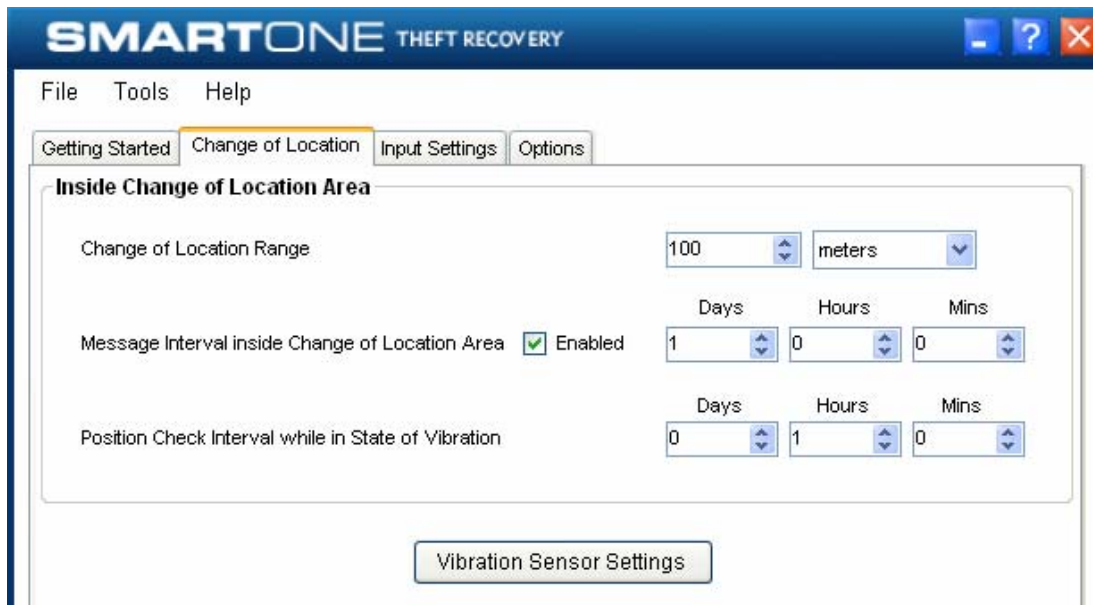 SMARTONE THEFT RECOVERY
File Tools Help
Getting Started Change of Location Input Settings Options
Inside Change of Location Area
Change of Location Range 100 meters
Days Hours Mins
Message Interval inside Change of Location Area Enabled 1 0 0
Days Hours Mins
Position Check Interval while in State of Vibration 0 1 0
Vibration Sensor Settings